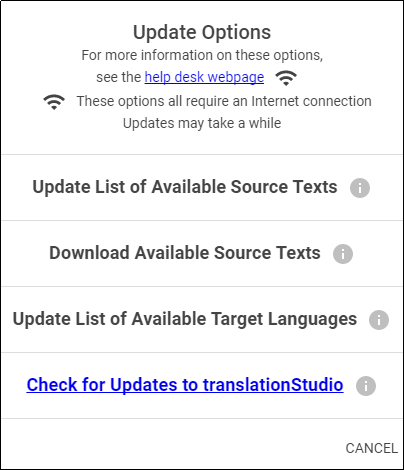 Update Options
For more information on these options,
see the help desk webpage
These options all require an Internet connection
Updates may take a while
Update List of Available Source Texts
Download Available Source Texts
Update List of Available Target Languages
Check for Updates to translationStudio
CANCEL